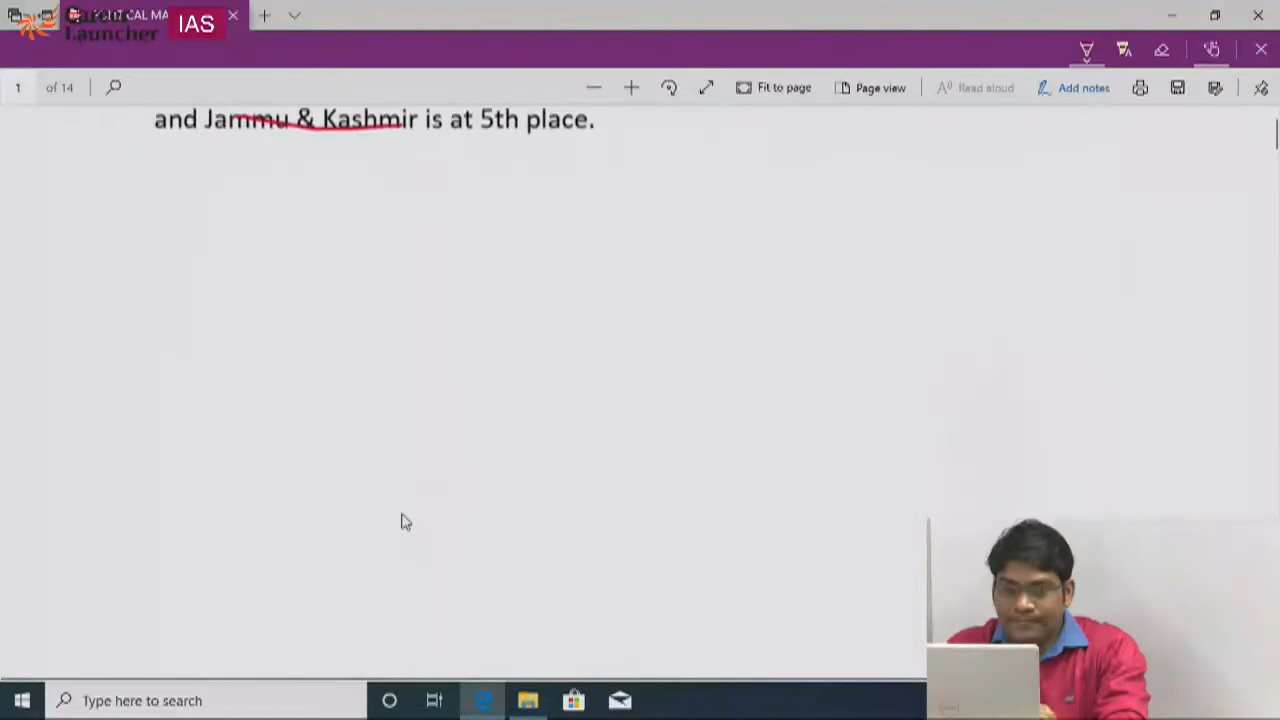 Career
Launcher
IAS
1 of 14
Fit to page
Page view
Read aloud
Add notes
and Jammu & Kashmir is at 5th place.
Type here to search